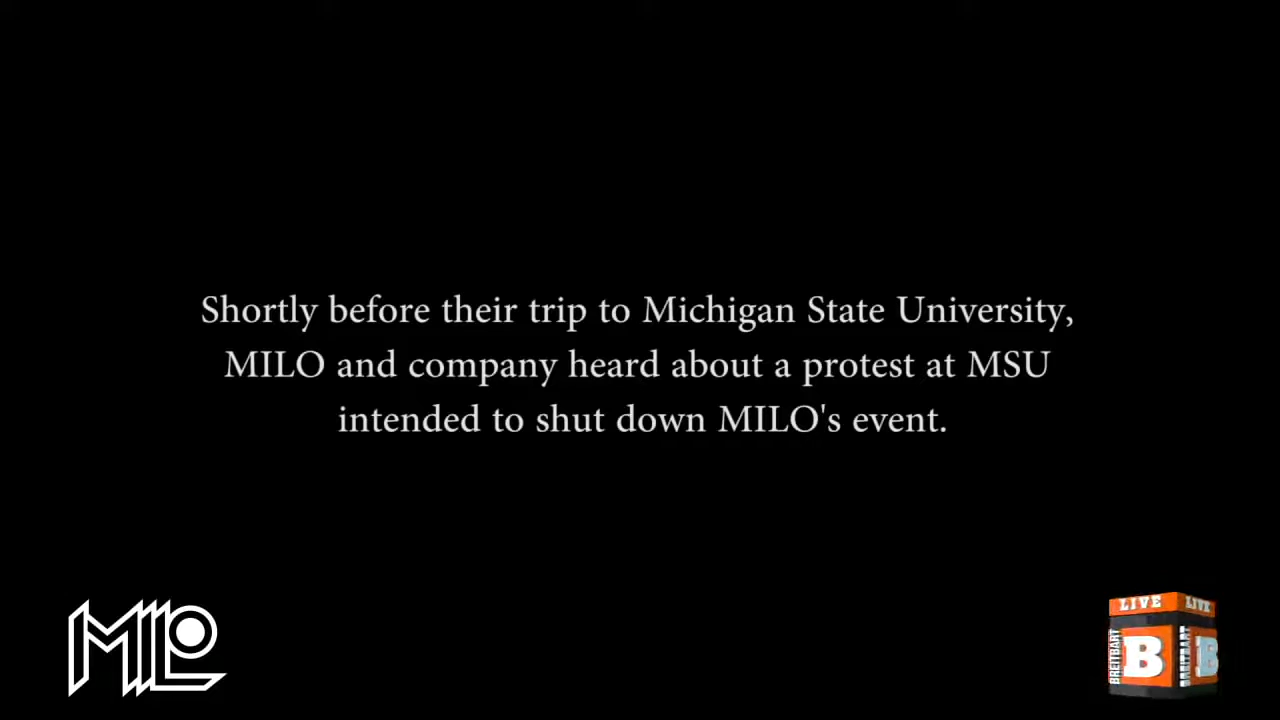 Shortly before their trip to Michigan State University,
MILO and company heard about a protest at MSU
intended to shut down MILO's event.
MILO
LIVE LIVE
BREITBART B BREITBART B